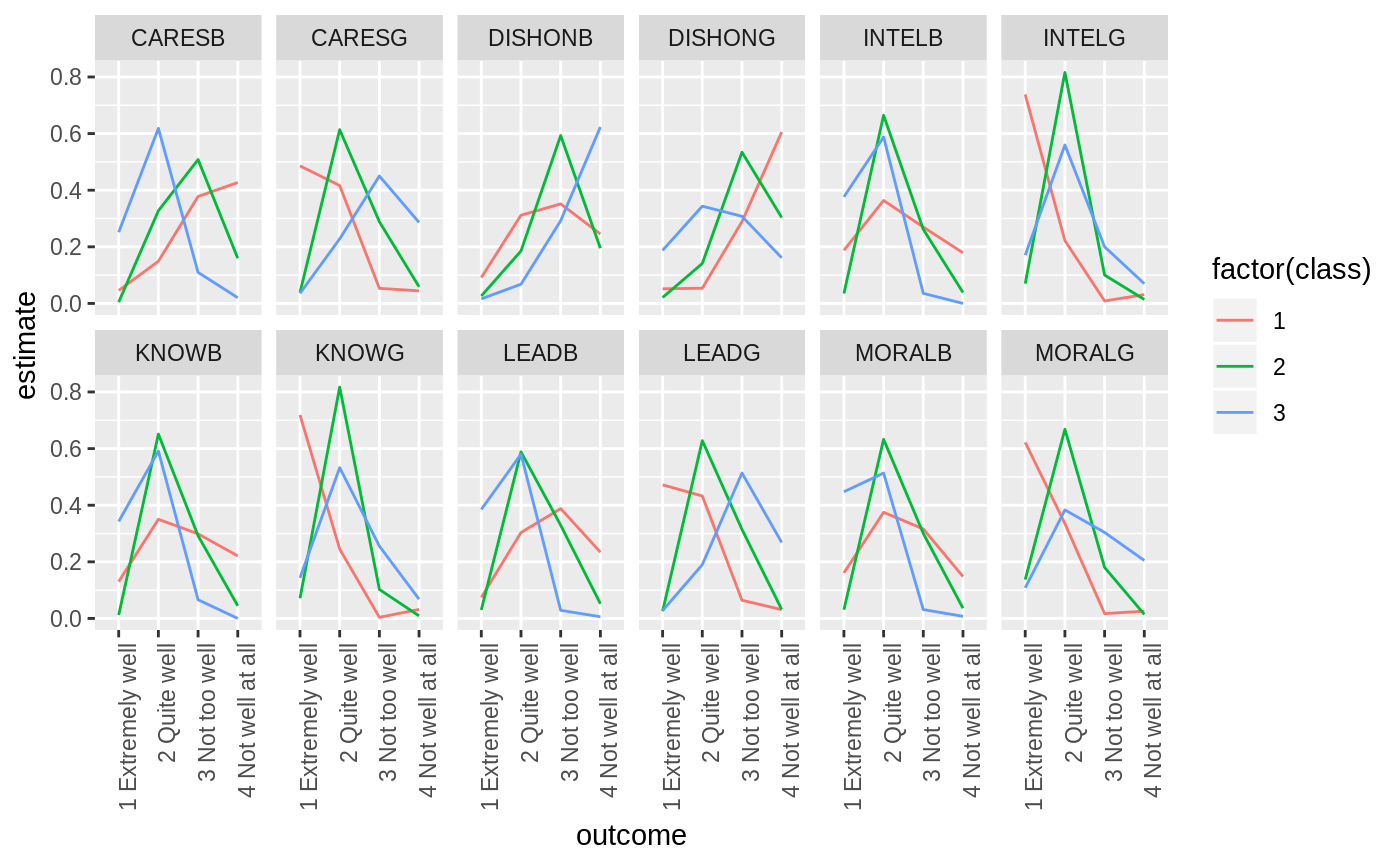 CARESB CARESG DISHONB DISHONG INTELB INTELG
0.8
0.6
0.4
0.2
0.0
KNOWB KNOWG LEADB LEADG MORALB MORALG
0.8
0.6
0.4
0.2
0.0
estimate
1 Extremely well
2 Quite well
3 Not too well
4 Not well at all
1 Extremely well
2 Quite well
3 Not too well
4 Not well at all
1 Extremely well
2 Quite well
3 Not too well
4 Not well at all
1 Extremely well
2 Quite well
3 Not too well
4 Not well at all
1 Extremely well
2 Quite well
3 Not too well
4 Not well at all
1 Extremely well
2 Quite well
3 Not too well
4 Not well at all
outcome
factor(class)
1
2
3